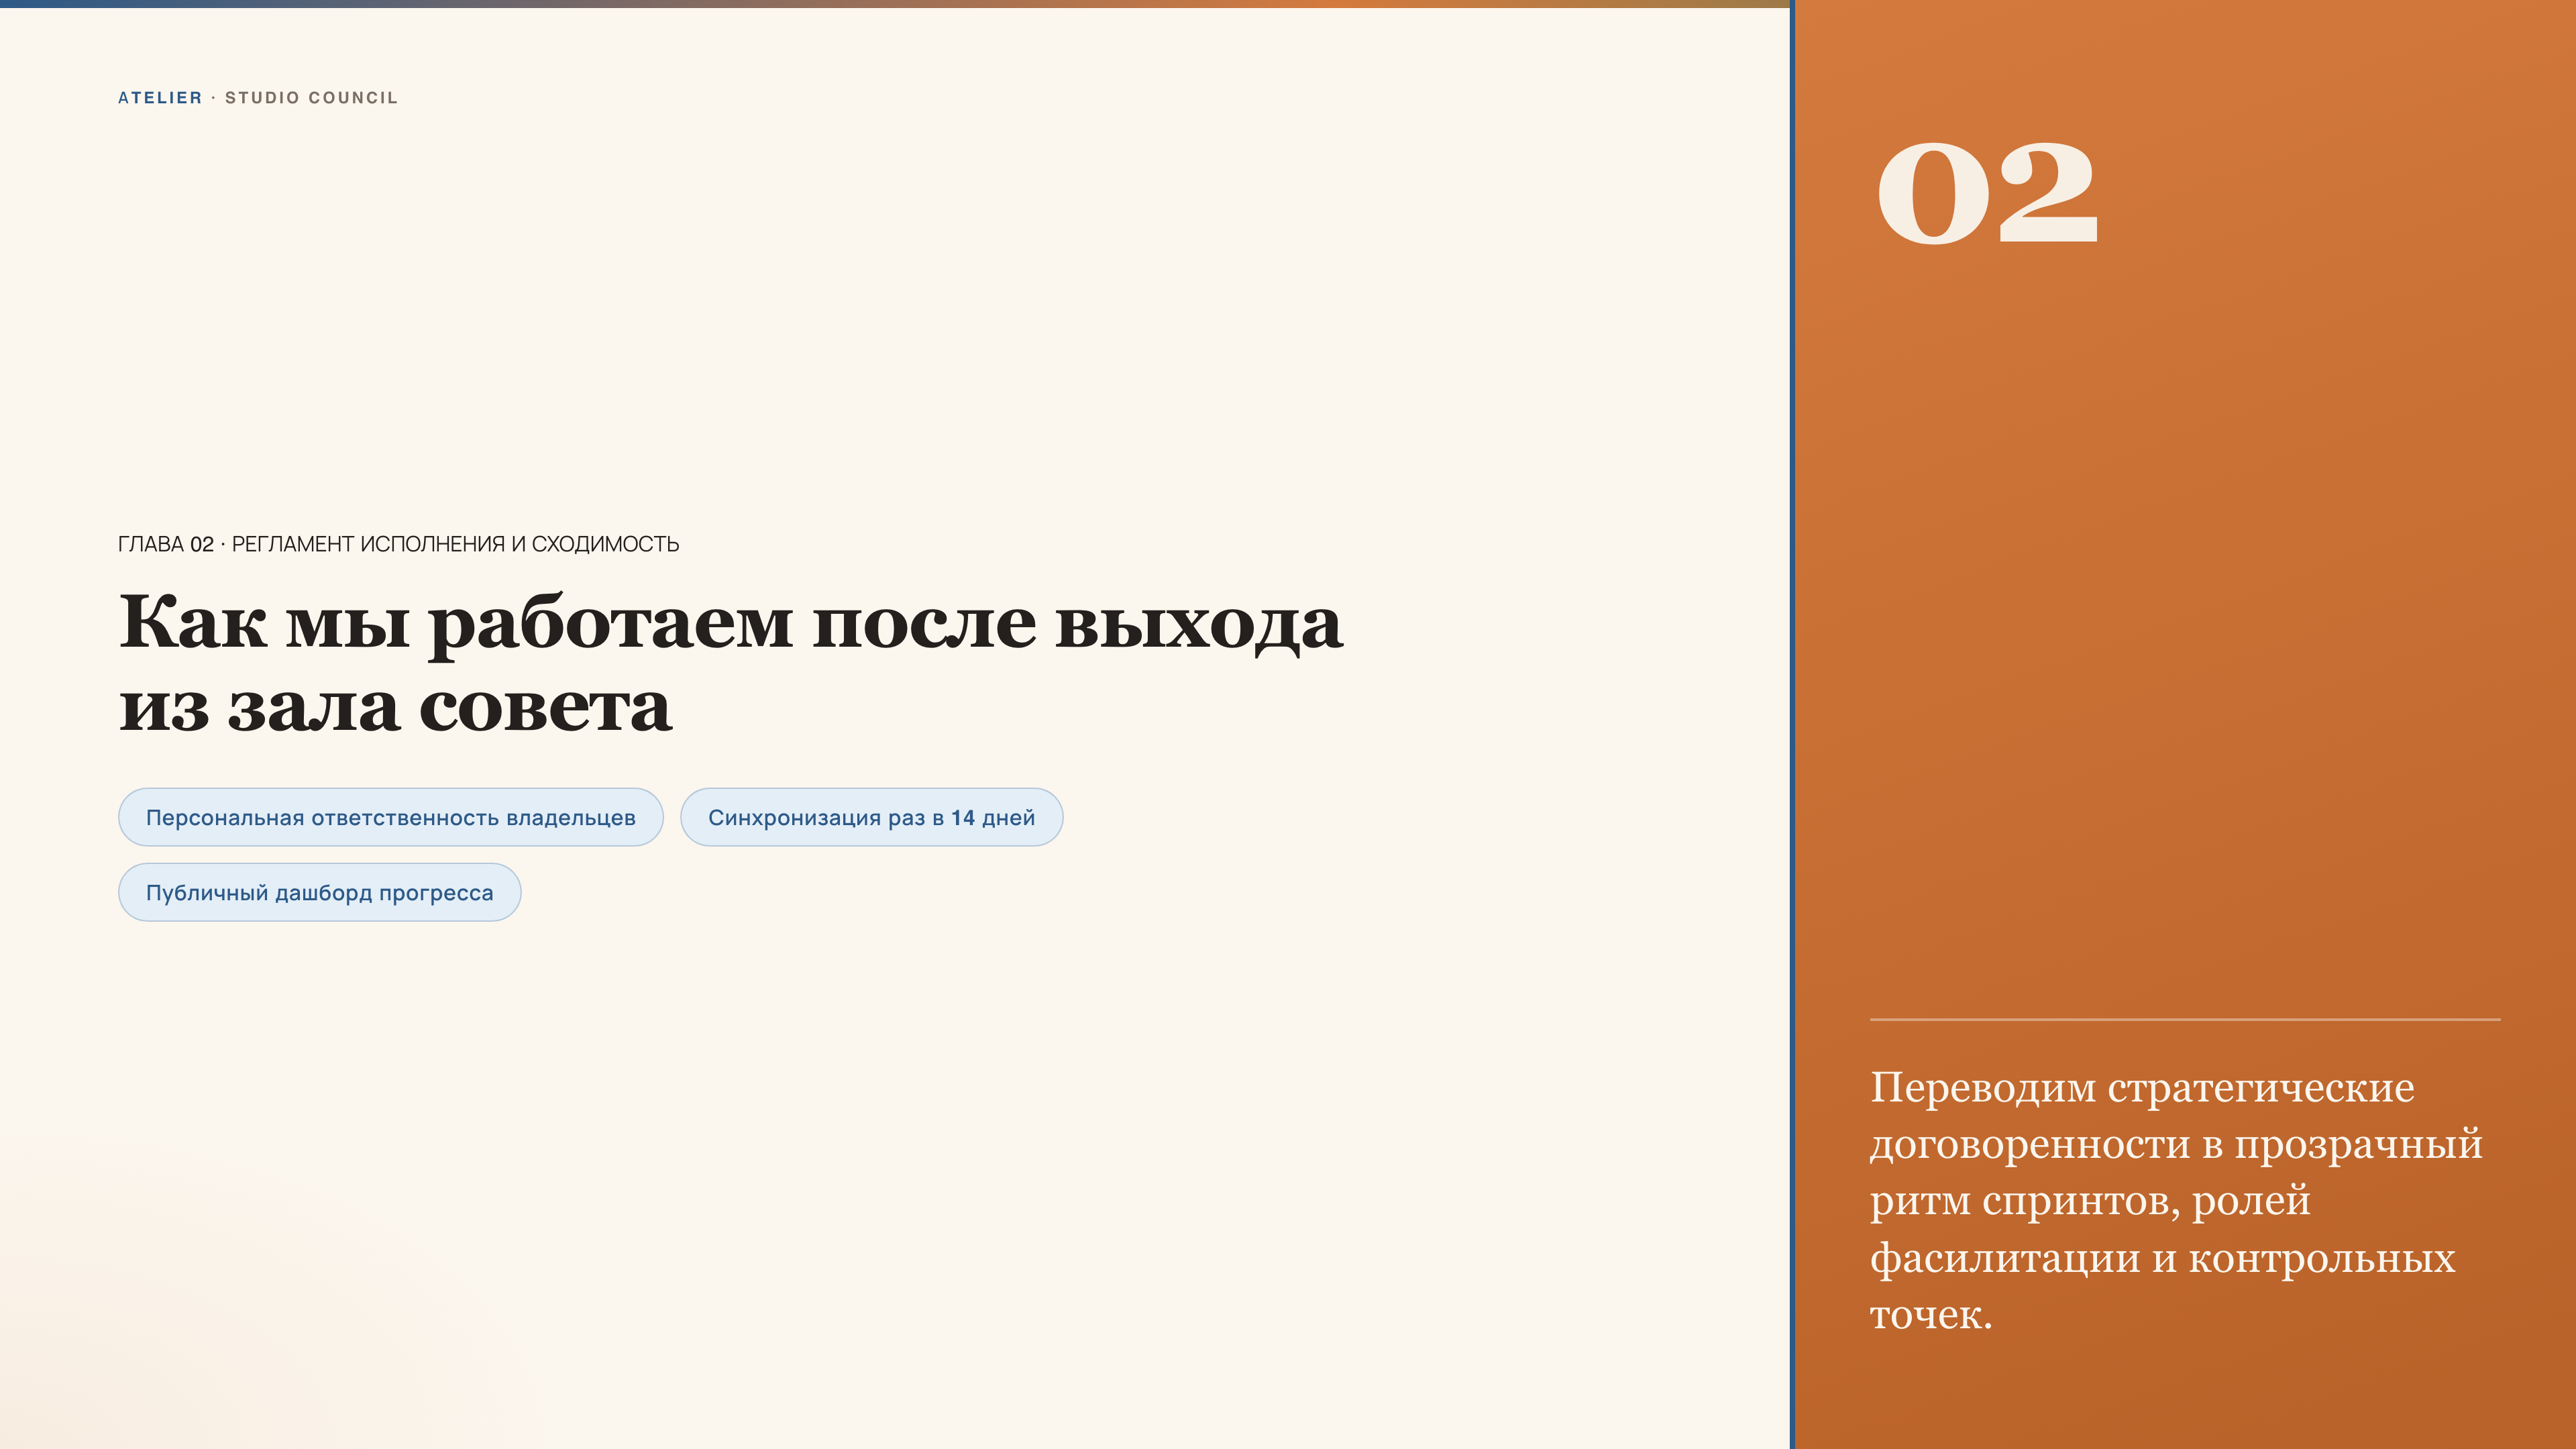 ATELIER · STUDIO COUNCIL
ГЛАВА 02 · РЕГЛАМЕНТ ИСПОЛНЕНИЯ И СХОДИМОСТЬ
Как мы работаем после выхода
из зала совета
Персональная ответственность владельцев
Синхронизация раз в 14 дней
Публичный дашборд прогресса
02
Переводим стратегические
договоренности в прозрачный
ритм спринтов, ролей
фасилитации и контрольных
точек.